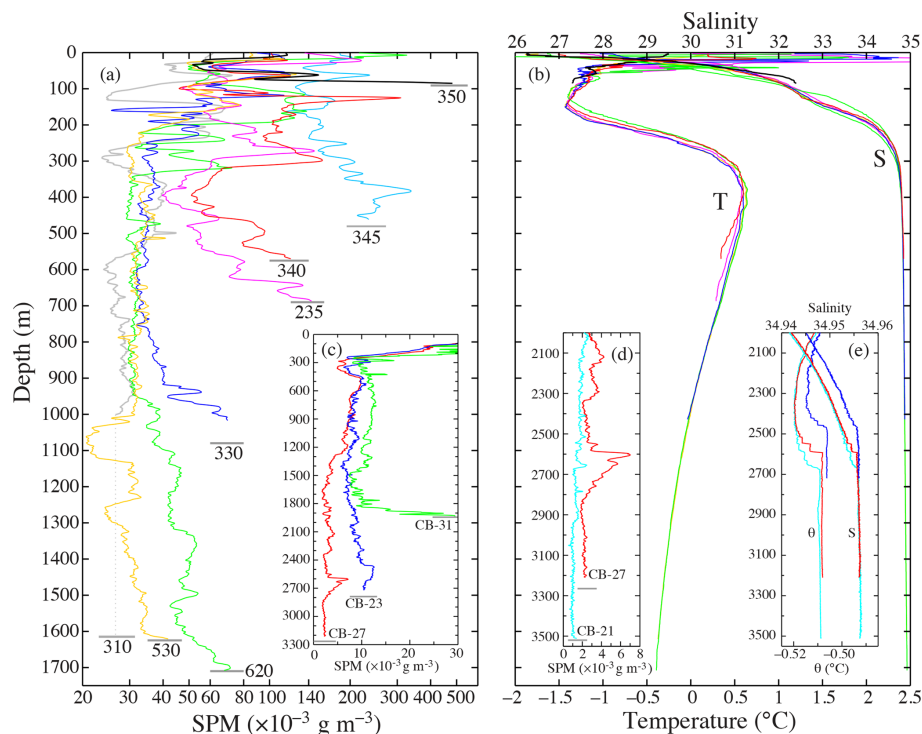 Salinity
26 27 28 29 30 31 32 33 34 35
0
100
200
300
400
500
600
700
800
900
1000
1100
1200
1300
1400
1500
1600
1700
Depth (m)
(a)
350
345
340
235
330
310
530
620
20 40 50 60 80 100 140 200 300 400 500
SPM (×10⁻³ g m⁻³)
(c)
0
300
600
900
1200
1500
1800
2100
2400
2700
3000
3300
CB-31
CB-23
CB-27
0 10 20 30
SPM (×10⁻³ g m⁻³)
(b)
S
T
(d)
2100
2300
2500
2700
2900
3100
3300
3500
CB-27
CB-21
0 2 4 6 8
SPM (×10⁻³ g m⁻³)
Salinity
34.94 34.95 34.96
(e)
2100
2300
2500
2700
2900
3100
3300
3500
θ S
−0.52 −0.5
θ (°C)
−2 −1.5 −1 −0.5 0 0.5 1 1.5 2 2.5
Temperature (°C)